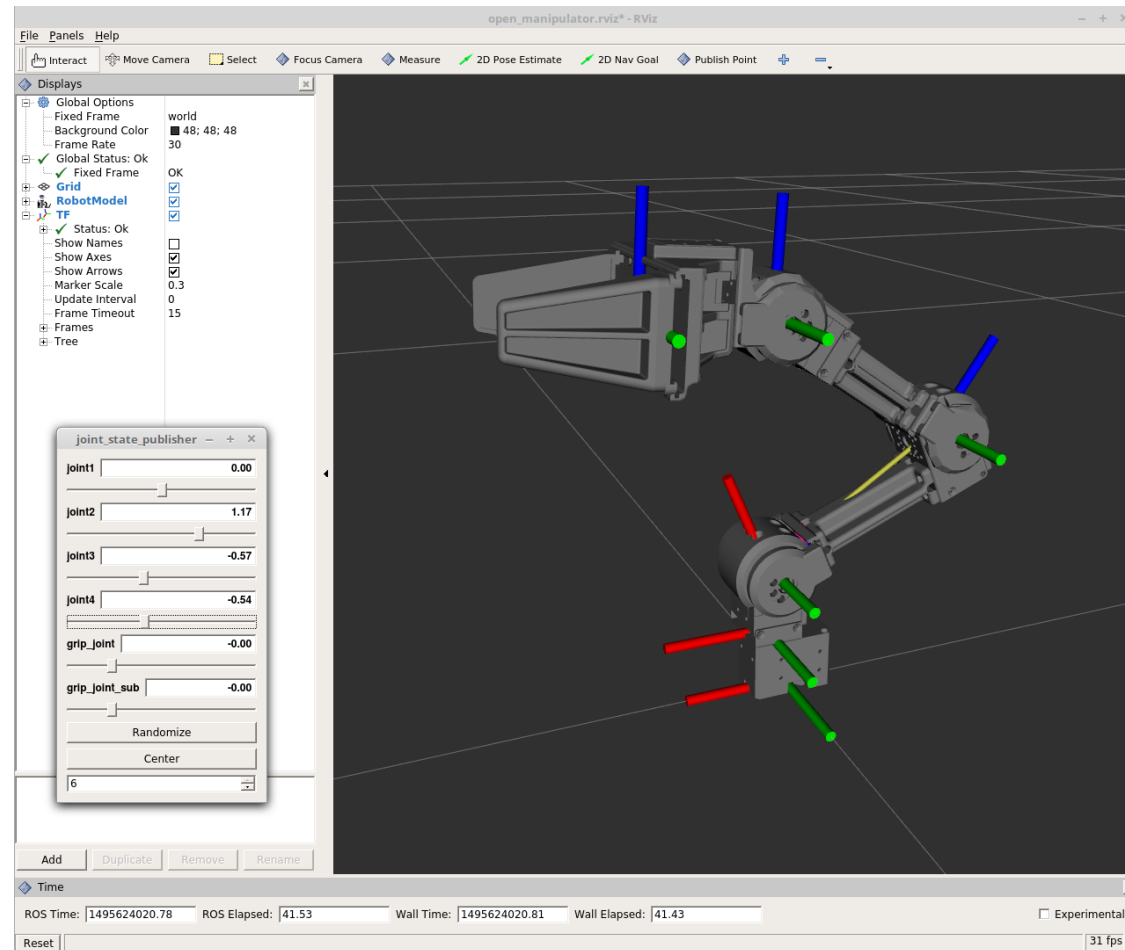 open_manipulator.rviz* - RViz
File Panels Help
Interact Move Camera Select Focus Camera Measure 2D Pose Estimate 2D Nav Goal Publish Point
Displays
Global Options
Fixed Frame world
Background Color 48; 48; 48
Frame Rate 30
Global Status: Ok
Fixed Frame OK
Grid
RobotModel
TF
Status: Ok
Show Names
Show Axes
Show Arrows
Marker Scale 0.3
Update Interval 0
Frame Timeout 15
Frames
Tree
joint_state_publisher
joint1 0.00
joint2 1.17
joint3 -0.57
joint4 -0.54
grip_joint -0.00
grip_joint_sub -0.00
Randomize
Center
6
Add Duplicate Remove Rename
Time
ROS Time: 1495624020.78 ROS Elapsed: 41.53 Wall Time: 1495624020.81 Wall Elapsed: 41.43 Experimental
Reset 31 fps